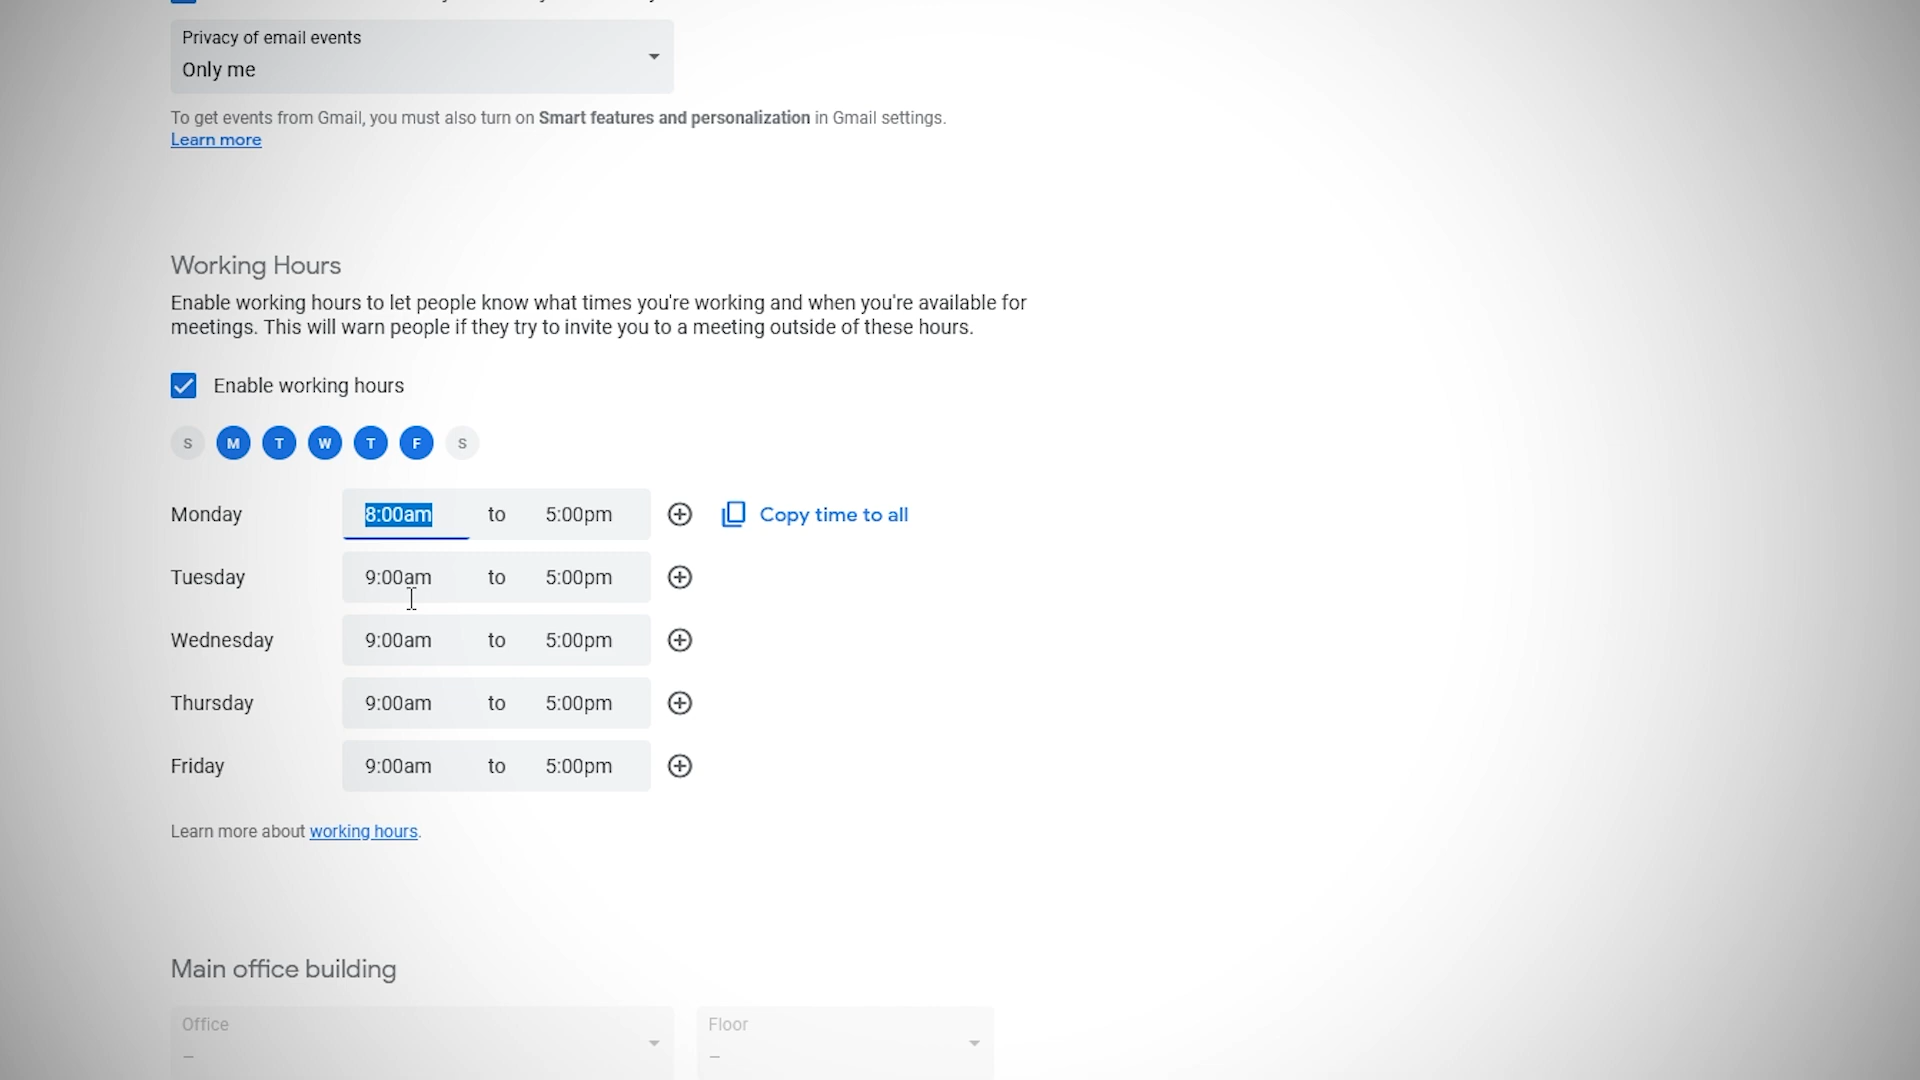 Privacy of email events
Only me
To get events from Gmail, you must also turn on Smart features and personalization in Gmail settings.
Learn more
Working Hours
Enable working hours to let people know what times you're working and when you're available for
meetings. This will warn people if they try to invite you to a meeting outside of these hours.
Enable working hours
S M T W T F S
Monday 8:00am to 5:00pm Copy time to all
Tuesday 9:00am to 5:00pm
Wednesday 9:00am to 5:00pm
Thursday 9:00am to 5:00pm
Friday 9:00am to 5:00pm
Learn more about working hours.
Main office building
Office Floor
– –